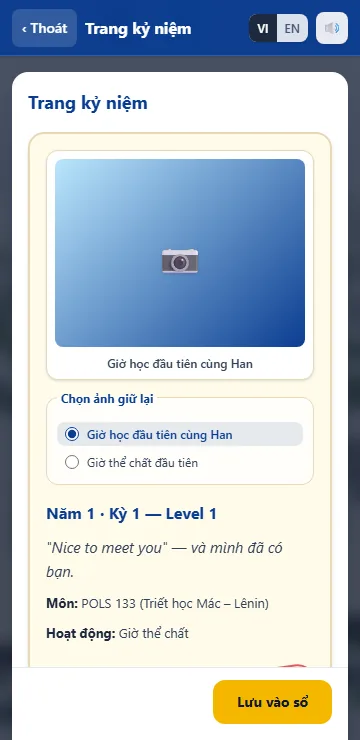 ‹ Thoát
Trang kỷ niệm
VI
EN
Trang kỷ niệm
Giờ học đầu tiên cùng Han
Chọn ảnh giữ lại
Giờ học đầu tiên cùng Han
Giờ thể chất đầu tiên
Năm 1 · Kỳ 1 — Level 1
"Nice to meet you" — và mình đã có
bạn.
Môn: POLS 133 (Triết học Mác – Lênin)
Hoạt động: Giờ thể chất
Lưu vào sổ